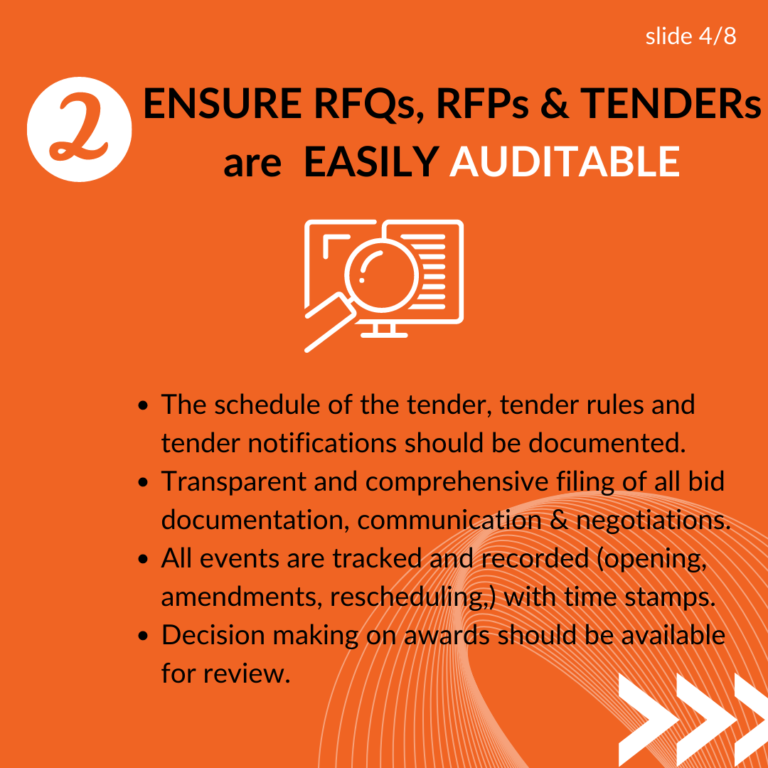 slide 4/8
2
ENSURE RFQs, RFPs & TENDERs
are EASILY AUDITABLE
• The schedule of the tender, tender rules and
tender notifications should be documented.
• Transparent and comprehensive filing of all bid
documentation, communication & negotiations.
• All events are tracked and recorded (opening,
amendments, rescheduling,) with time stamps.
• Decision making on awards should be available
for review.